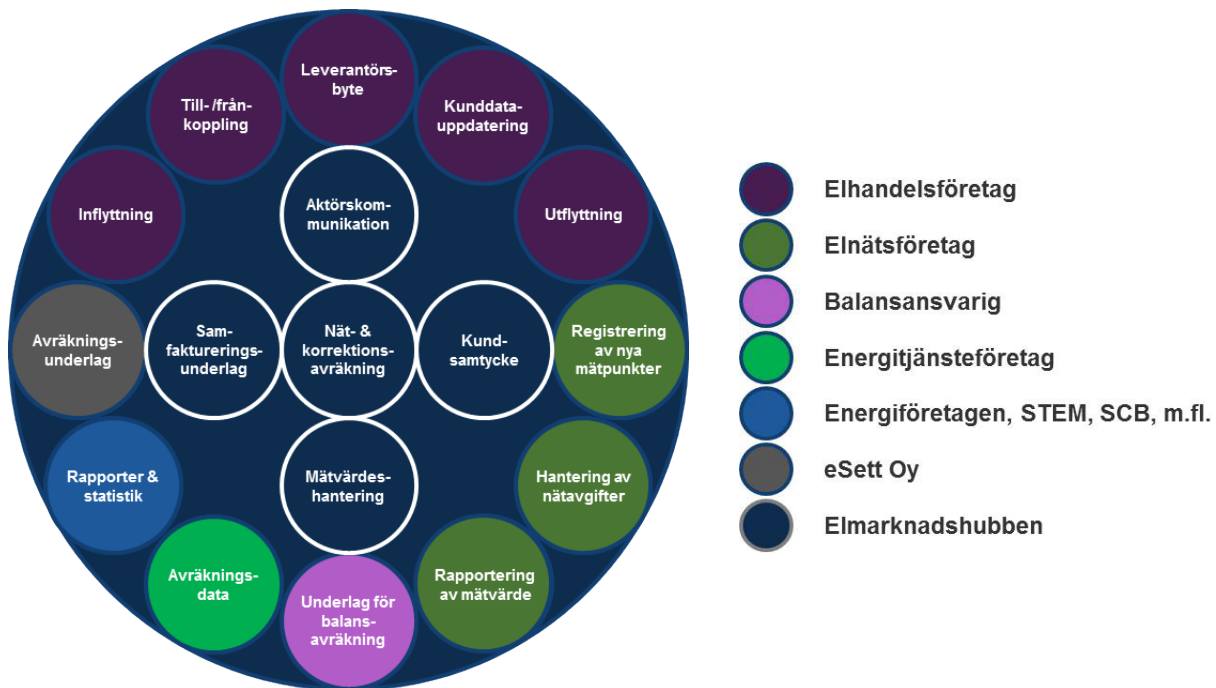 Leverantörs-
byte
Till- /från-
koppling
Kunddata-
uppdatering
Inflyttning
Aktörskom-
munikation
Utflyttning
Avräknings-
underlag
Sam-
fakturerings-
underlag
Nät- &
korrektions-
avräkning
Kund-
samtycke
Registrering
av nya
mätpunkter
Rapporter &
statistik
Mätvärdes-
hantering
Hantering av
nätavgifter
Avräknings-
data
Underlag för
balans-
avräkning
Rapportering
av mätvärde
Elhandelsföretag
Elnätsföretag
Balansansvarig
Energitjänsteföretag
Energiföretagen, STEM, SCB, m.fl.
eSett Oy
Elmarknadshubben